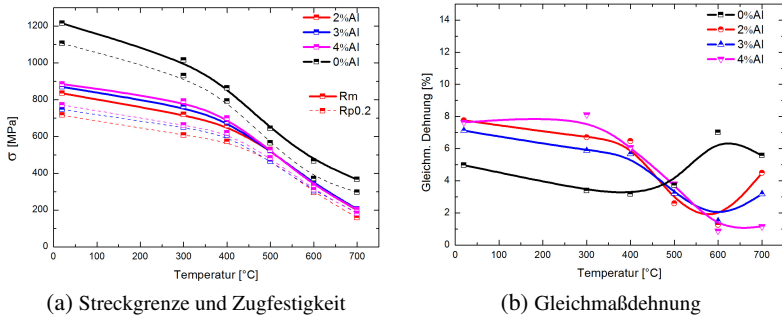 1200
1000
800
600
400
200
0
σ [MPa]
0 100 200 300 400 500 600 700
Temperatur [°C]
2%Al
3%Al
4%Al
0%Al
Rm
Rp0.2
(a) Streckgrenze und Zugfestigkeit
14
12
10
8
6
4
2
0
Gleichm. Dehnung [%]
0 100 200 300 400 500 600 700
Temperatur [°C]
0%Al
2%Al
3%Al
4%Al
(b) Gleichmaßdehnung